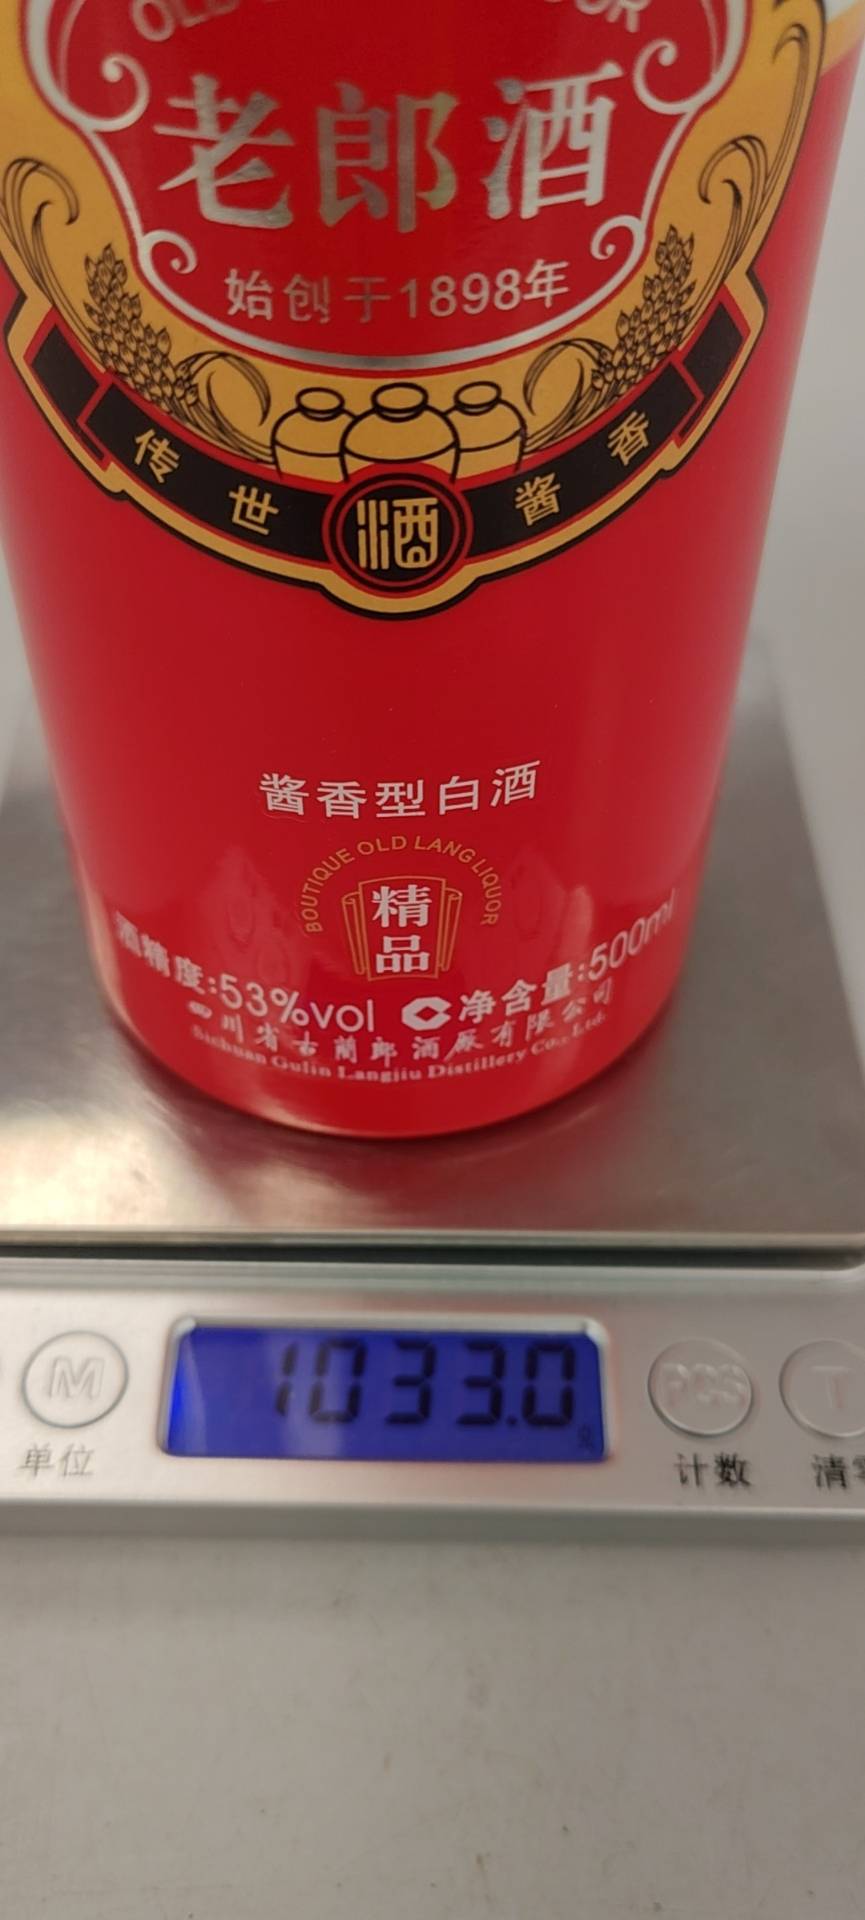 老郎酒
始创于1898年
传世酱香
酒
酱香型白酒
BOUTIQUE OLD LANG LIQUOR
精品
酒精度:53%vol 净含量:500ml
四川省古蔺郎酒厂有限公司
Sichuan Gulin Langjiu Distillery Co., Ltd.
1033.0
M PCS T
单位 计数